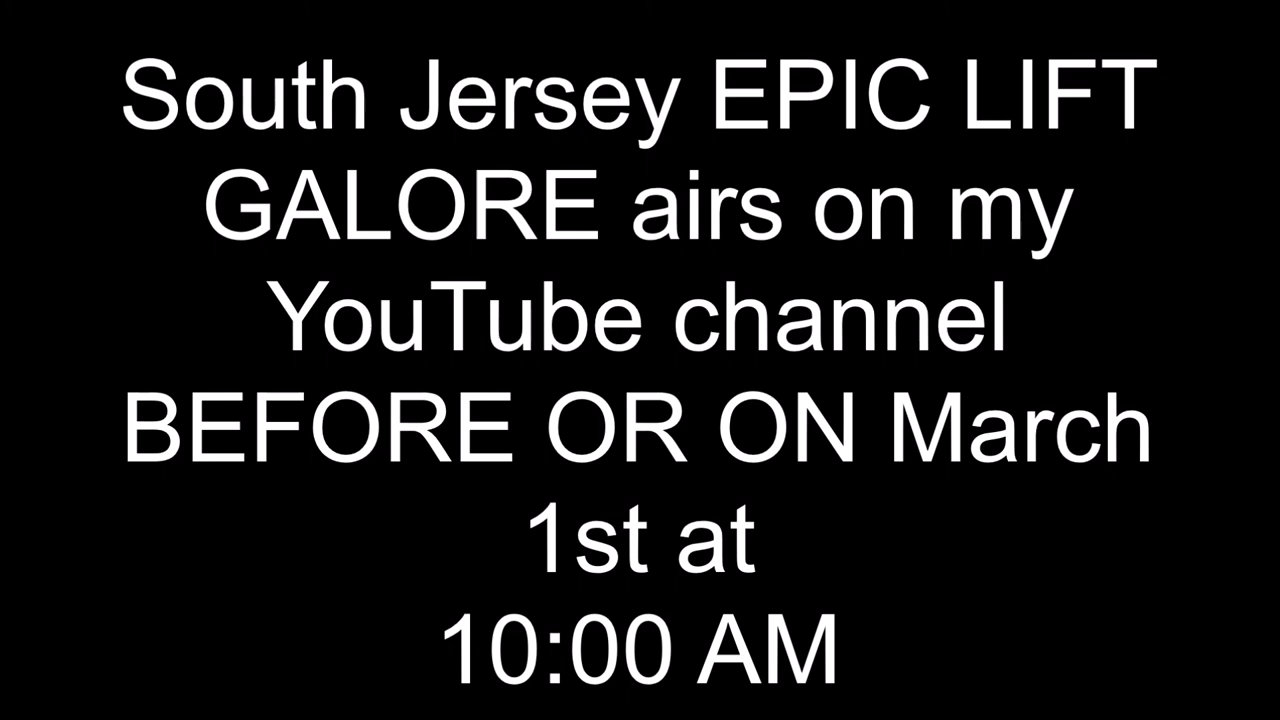 South Jersey EPIC LIFT
GALORE airs on my
YouTube channel
BEFORE OR ON March
1st at
10:00 AM